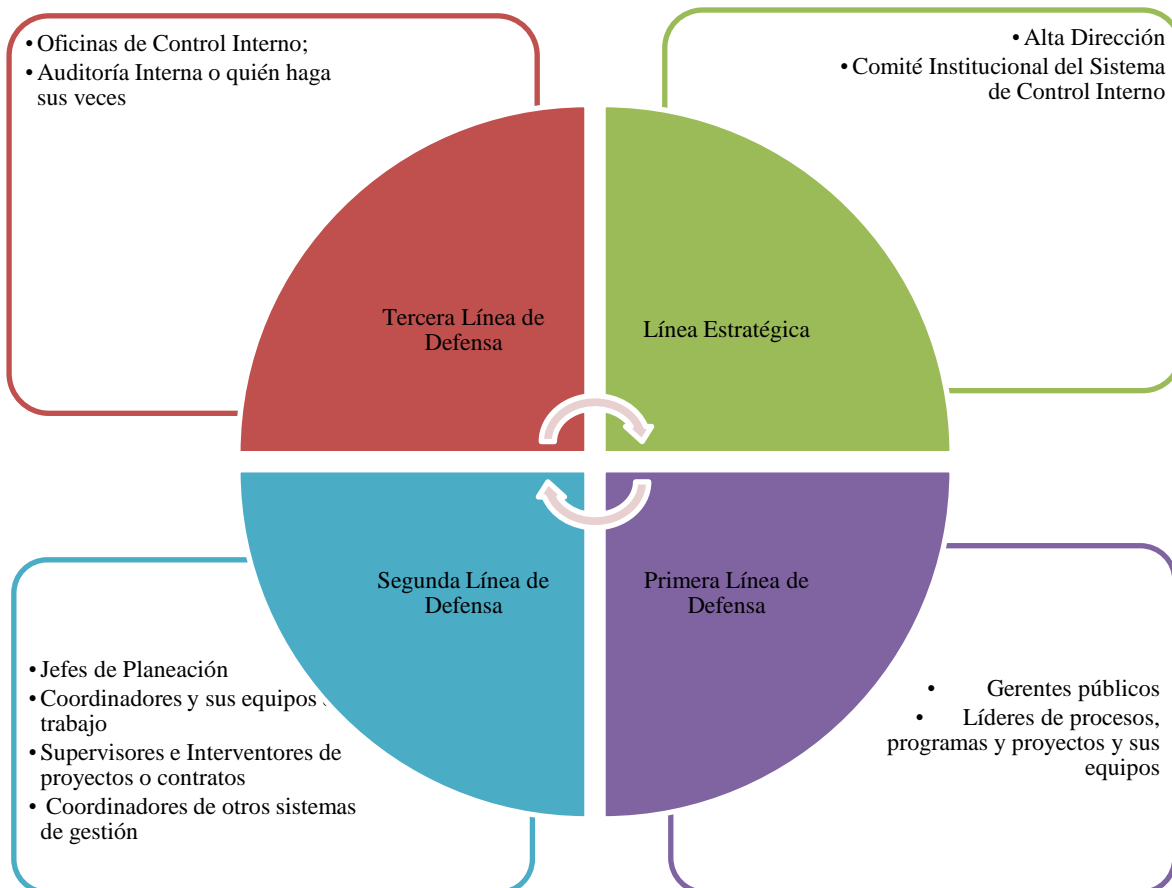 • Oficinas de Control Interno;
• Auditoría Interna o quién haga
sus veces
• Alta Dirección
• Comité Institucional del Sistema
de Control Interno
Tercera Línea de
Defensa
Línea Estratégica
Segunda Línea de
Defensa
Primera Línea de
Defensa
• Jefes de Planeación
• Coordinadores y sus equipos
trabajo
• Supervisores e Interventores de
proyectos o contratos
• Coordinadores de otros sistemas
de gestión
• Gerentes públicos
• Líderes de procesos,
programas y proyectos y sus
equipos